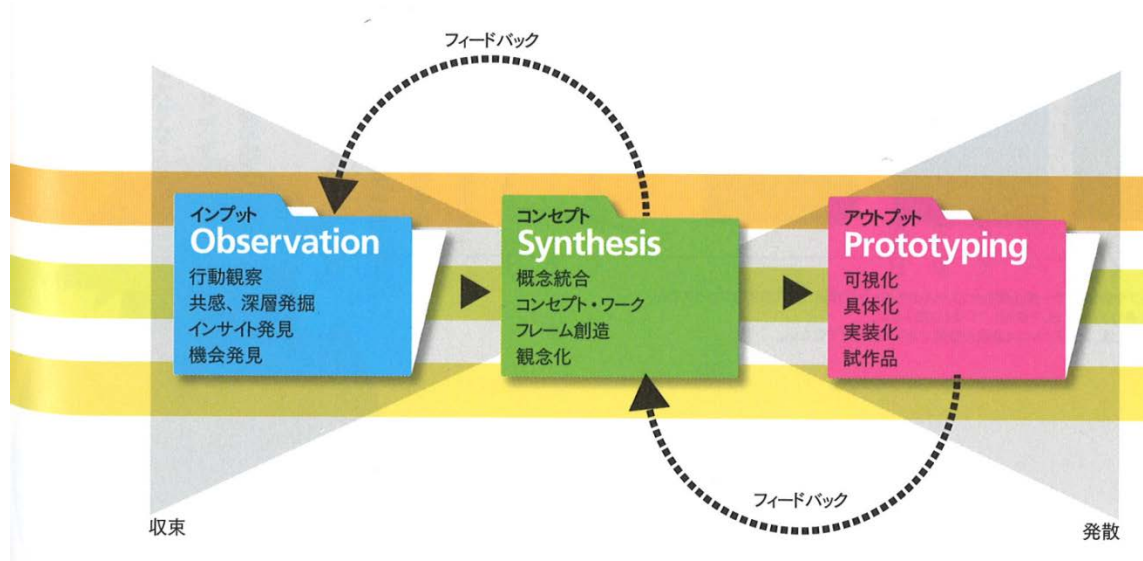 フィードバック
インプット
Observation
行動観察
共感、深層発掘
インサイト発見
機会発見
コンセプト
Synthesis
概念統合
コンセプト・ワーク
フレーム創造
観念化
アウトプット
Prototyping
可視化
具体化
実装化
試作品
フィードバック
収束
発散